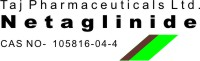 Taj Pharmaceuticals Ltd.
Netaglinide
CAS NO- 105816-04-4